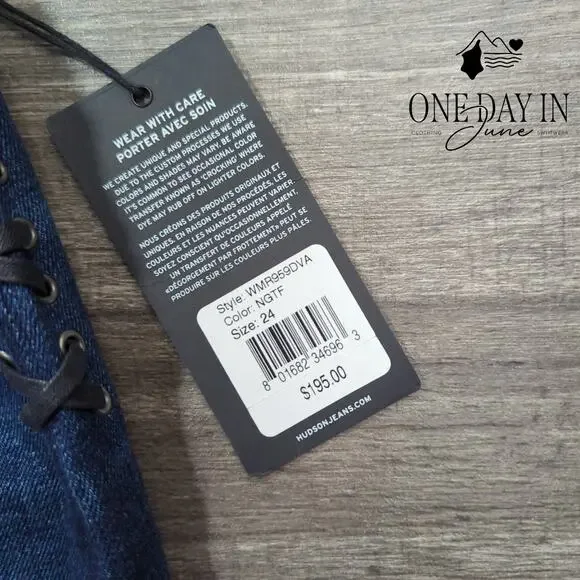 WEAR WITH CARE
PORTER AVEC SOIN
WE CREATE UNIQUE AND SPECIAL PRODUCTS.
DUE TO THE CUSTOM PROCESSES WE USE
COLORS AND SHADES MAY VARY. BE AWARE
IT'S COMMON TO SEE OCCASIONAL COLOR
TRANSFER KNOWN AS 'CROCKING' WHERE
DYE MAY RUB OFF ON LIGHTER COLORS.
NOUS CRÉONS DES PRODUITS ORIGINAUX ET
UNIQUES. EN RAISON DE NOS PROCÉDÉS, LES
COULEURS ET LES NUANCES PEUVENT VARIER.
SOYEZ CONSCIENT QU'OCCASIONNELLEMENT,
UN TRANSFERT DE COULEURS APPELÉ
«DÉGORGEMENT PAR FROTTEMENT» PEUT SE
PRODUIRE SUR LES COULEURS PLUS PÂLES.
Style: WMR959DVA
Color: NGTF
Size: 24
8 01682 34696 3
$195.00
HUDSONJEANS.COM
ONE DAY IN
CLOTHING June SWIMWEAR